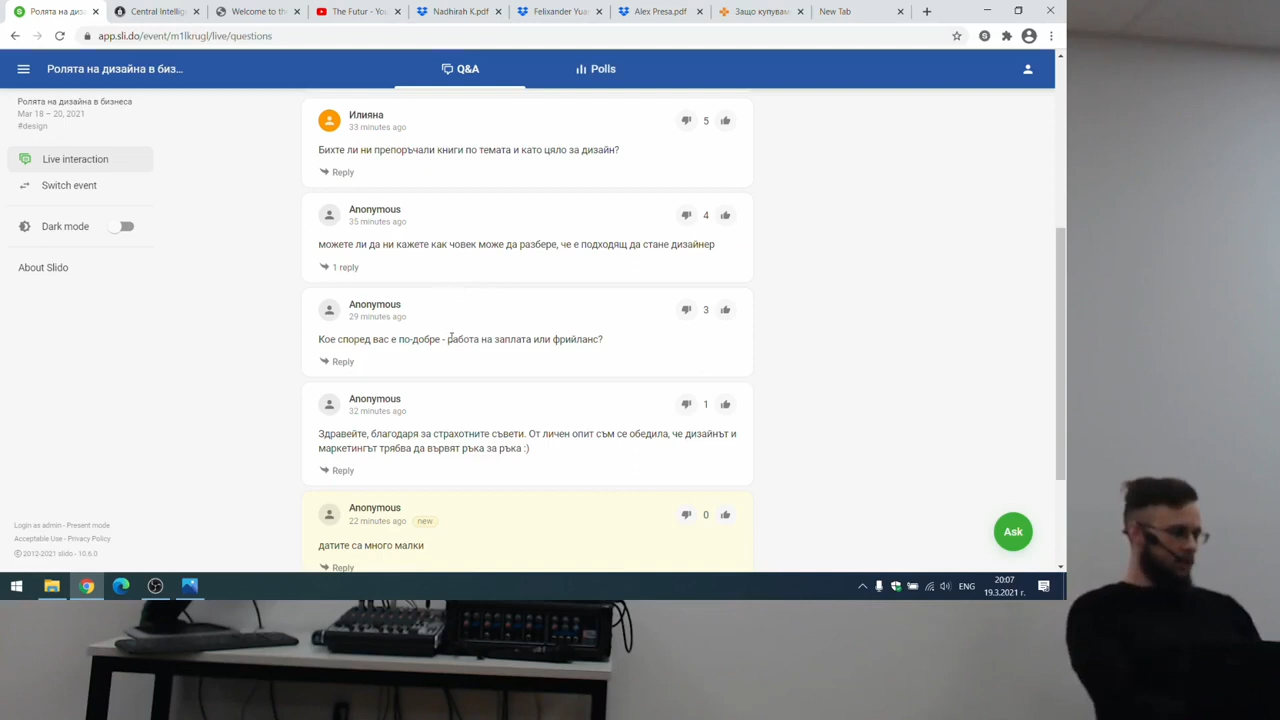 Ролята на диза
Central Intellig
Welcome to the
The Futur - Yo
Nadhirah K.pdf
Felixander Yua
Alex Presa.pdf
Защо купува
New Tab
app.sli.do/event/m1lkrugl/live/questions
Ролята на дизайна в биз...
Q&A
Polls
Ролята на дизайна в бизнеса
Mar 18 – 20, 2021
#design
Live interaction
Switch event
Dark mode
About Slido
Илияна
33 minutes ago
5
Бихте ли ни препоръчали книги по темата и като цяло за дизайн?
Reply
Anonymous
35 minutes ago
4
можете ли да ни кажете как човек може да разбере, че е подходящ да стане дизайнер
1 reply
Anonymous
29 minutes ago
3
Кое според вас е по-добре - работа на заплата или фрийланс?
Reply
Anonymous
32 minutes ago
1
Здравейте, благодаря за страхотните съвети. От личен опит съм се обедила, че дизайнът и
маркетингът трябва да вървят ръка за ръка :)
Reply
Anonymous
22 minutes ago new
0
датите са много малки
Reply
Login as admin - Present mode
Acceptable Use - Privacy Policy
© 2012-2021 slido - 10.6.0
Ask
ЕНГ
20:07
19.3.2021 г.